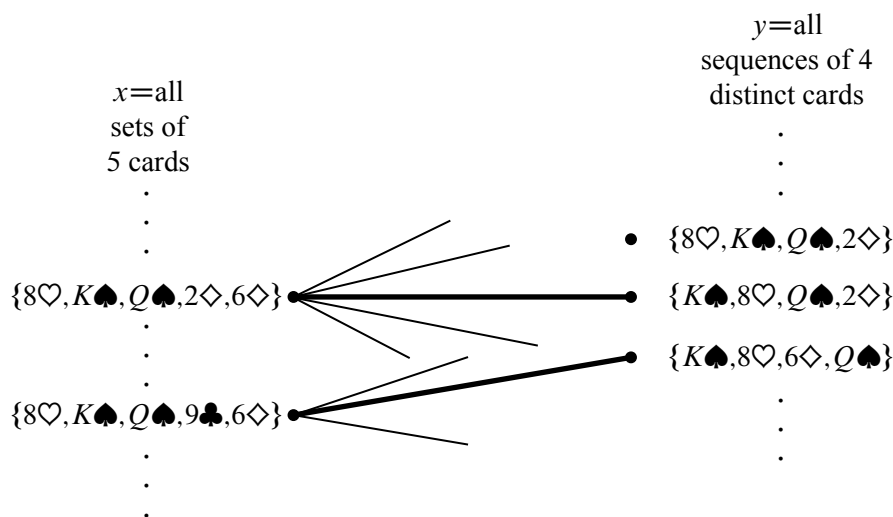 x=all
sets of
5 cards
y=all
sequences of 4
distinct cards
{8♡,K♠,Q♠,2♢,6♢}
{8♡,K♠,Q♠,9♣,6♢}
{8♡,K♠,Q♠,2♢}
{K♠,8♡,Q♠,2♢}
{K♠,8♡,6♢,Q♠}